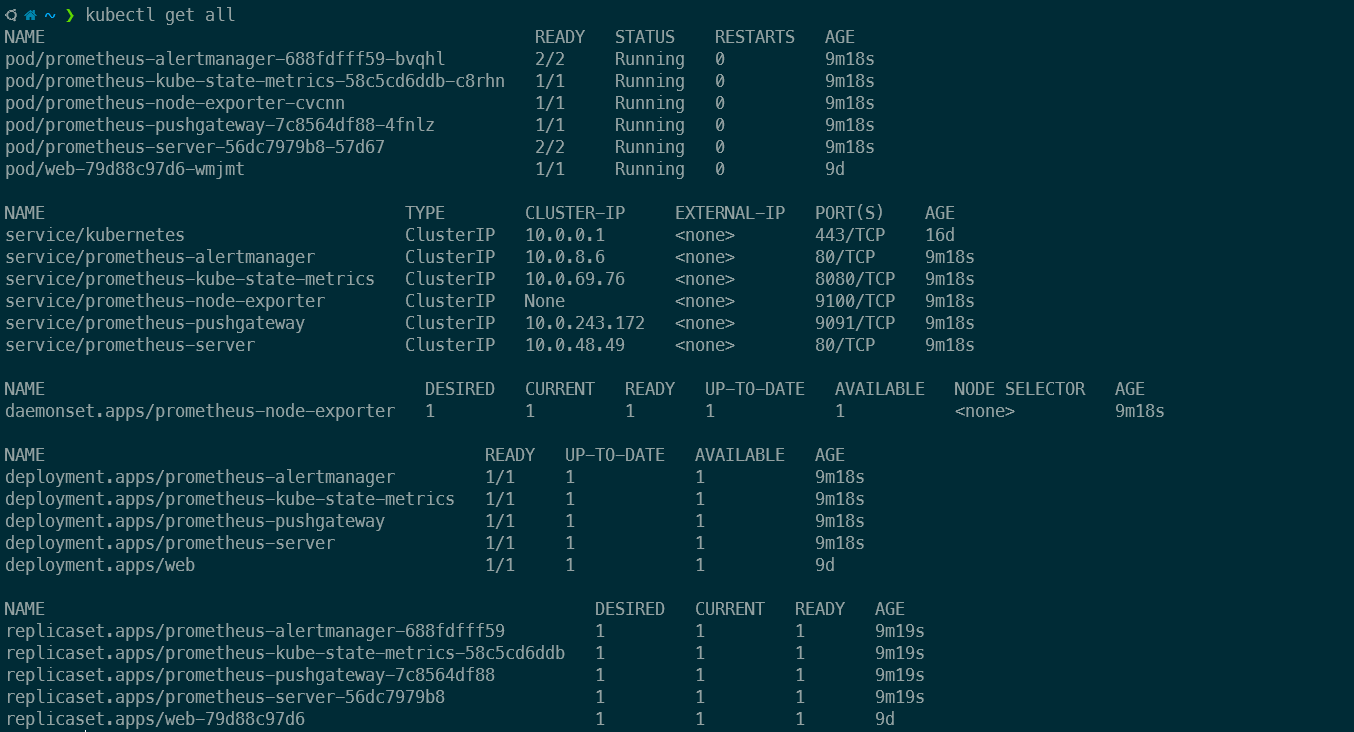 ~ ❯ kubectl get all
NAME READY STATUS RESTARTS AGE
pod/prometheus-alertmanager-688fdfff59-bvqhl 2/2 Running 0 9m18s
pod/prometheus-kube-state-metrics-58c5cd6ddb-c8rhn 1/1 Running 0 9m18s
pod/prometheus-node-exporter-cvcnn 1/1 Running 0 9m18s
pod/prometheus-pushgateway-7c8564df88-4fnlz 1/1 Running 0 9m18s
pod/prometheus-server-56dc7979b8-57d67 2/2 Running 0 9m18s
pod/web-79d88c97d6-wmjmt 1/1 Running 0 9d
NAME TYPE CLUSTER-IP EXTERNAL-IP PORT(S) AGE
service/kubernetes ClusterIP 10.0.0.1 <none> 443/TCP 16d
service/prometheus-alertmanager ClusterIP 10.0.8.6 <none> 80/TCP 9m18s
service/prometheus-kube-state-metrics ClusterIP 10.0.69.76 <none> 8080/TCP 9m18s
service/prometheus-node-exporter ClusterIP None <none> 9100/TCP 9m18s
service/prometheus-pushgateway ClusterIP 10.0.243.172 <none> 9091/TCP 9m18s
service/prometheus-server ClusterIP 10.0.48.49 <none> 80/TCP 9m18s
NAME DESIRED CURRENT READY UP-TO-DATE AVAILABLE NODE SELECTOR AGE
daemonset.apps/prometheus-node-exporter 1 1 1 1 1 <none> 9m18s
NAME READY UP-TO-DATE AVAILABLE AGE
deployment.apps/prometheus-alertmanager 1/1 1 1 9m18s
deployment.apps/prometheus-kube-state-metrics 1/1 1 1 9m18s
deployment.apps/prometheus-pushgateway 1/1 1 1 9m18s
deployment.apps/prometheus-server 1/1 1 1 9m18s
deployment.apps/web 1/1 1 1 9d
NAME DESIRED CURRENT READY AGE
replicaset.apps/prometheus-alertmanager-688fdfff59 1 1 1 9m19s
replicaset.apps/prometheus-kube-state-metrics-58c5cd6ddb 1 1 1 9m19s
replicaset.apps/prometheus-pushgateway-7c8564df88 1 1 1 9m19s
replicaset.apps/prometheus-server-56dc7979b8 1 1 1 9m19s
replicaset.apps/web-79d88c97d6 1 1 1 9d